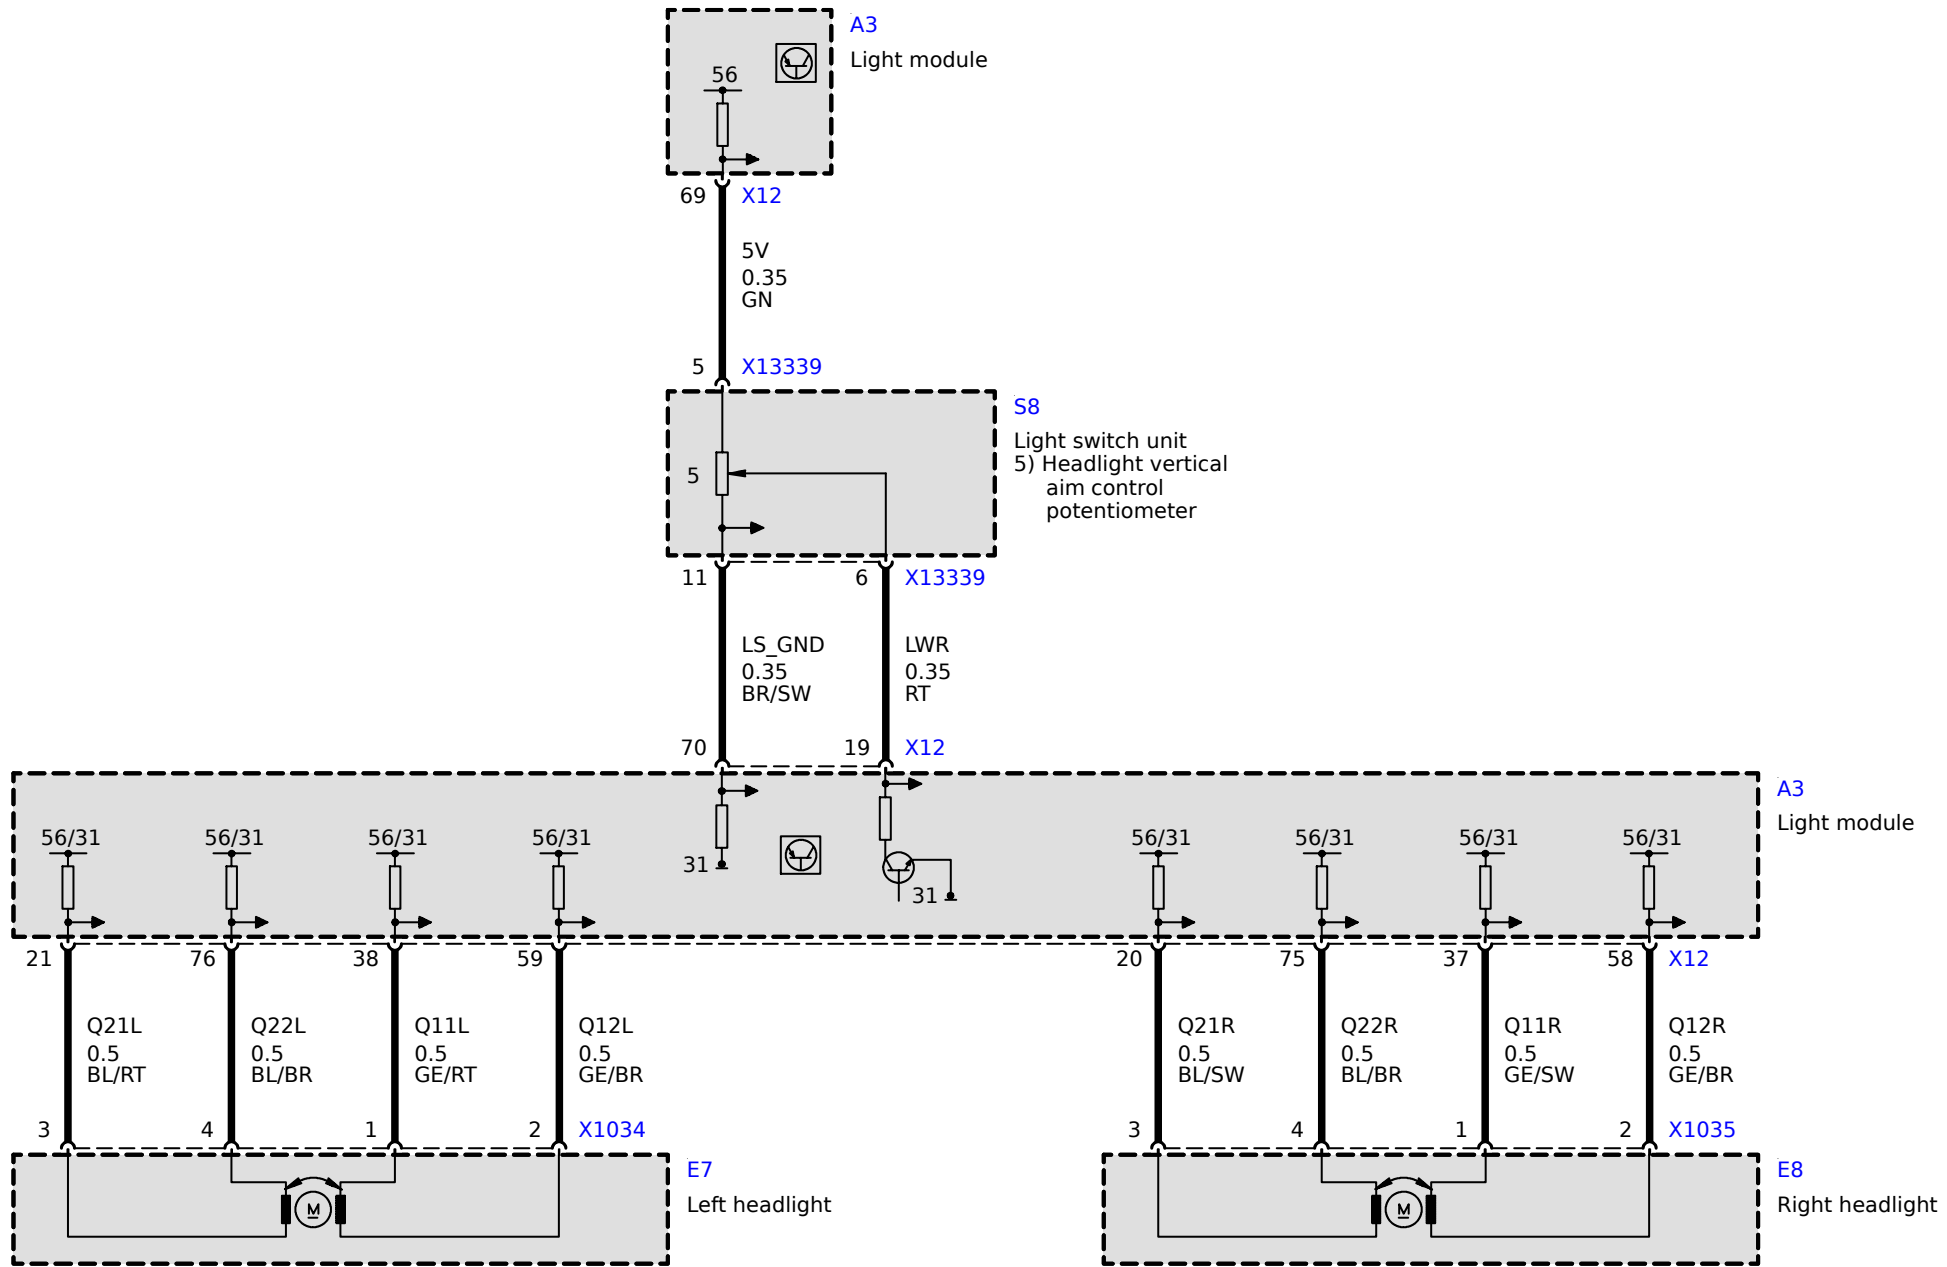 A3
Light module
56
69
X12
5V
0.35
GN
5
X13339
S8
Light switch unit
5) Headlight vertical
aim control
potentiometer
5
11
6
X13339
LS_GND
0.35
BR/SW
LWR
0.35
RT
70
19
X12
A3
Light module
56/31
56/31
56/31
56/31
31
31
56/31
56/31
56/31
56/31
21
76
38
59
20
75
37
58
X12
Q21L
0.5
BL/RT
Q22L
0.5
BL/BR
Q11L
0.5
GE/RT
Q12L
0.5
GE/BR
Q21R
0.5
BL/SW
Q22R
0.5
BL/BR
Q11R
0.5
GE/SW
Q12R
0.5
GE/BR
3
4
1
2
X1034
3
4
1
2
X1035
E7
Left headlight
M
E8
Right headlight
M